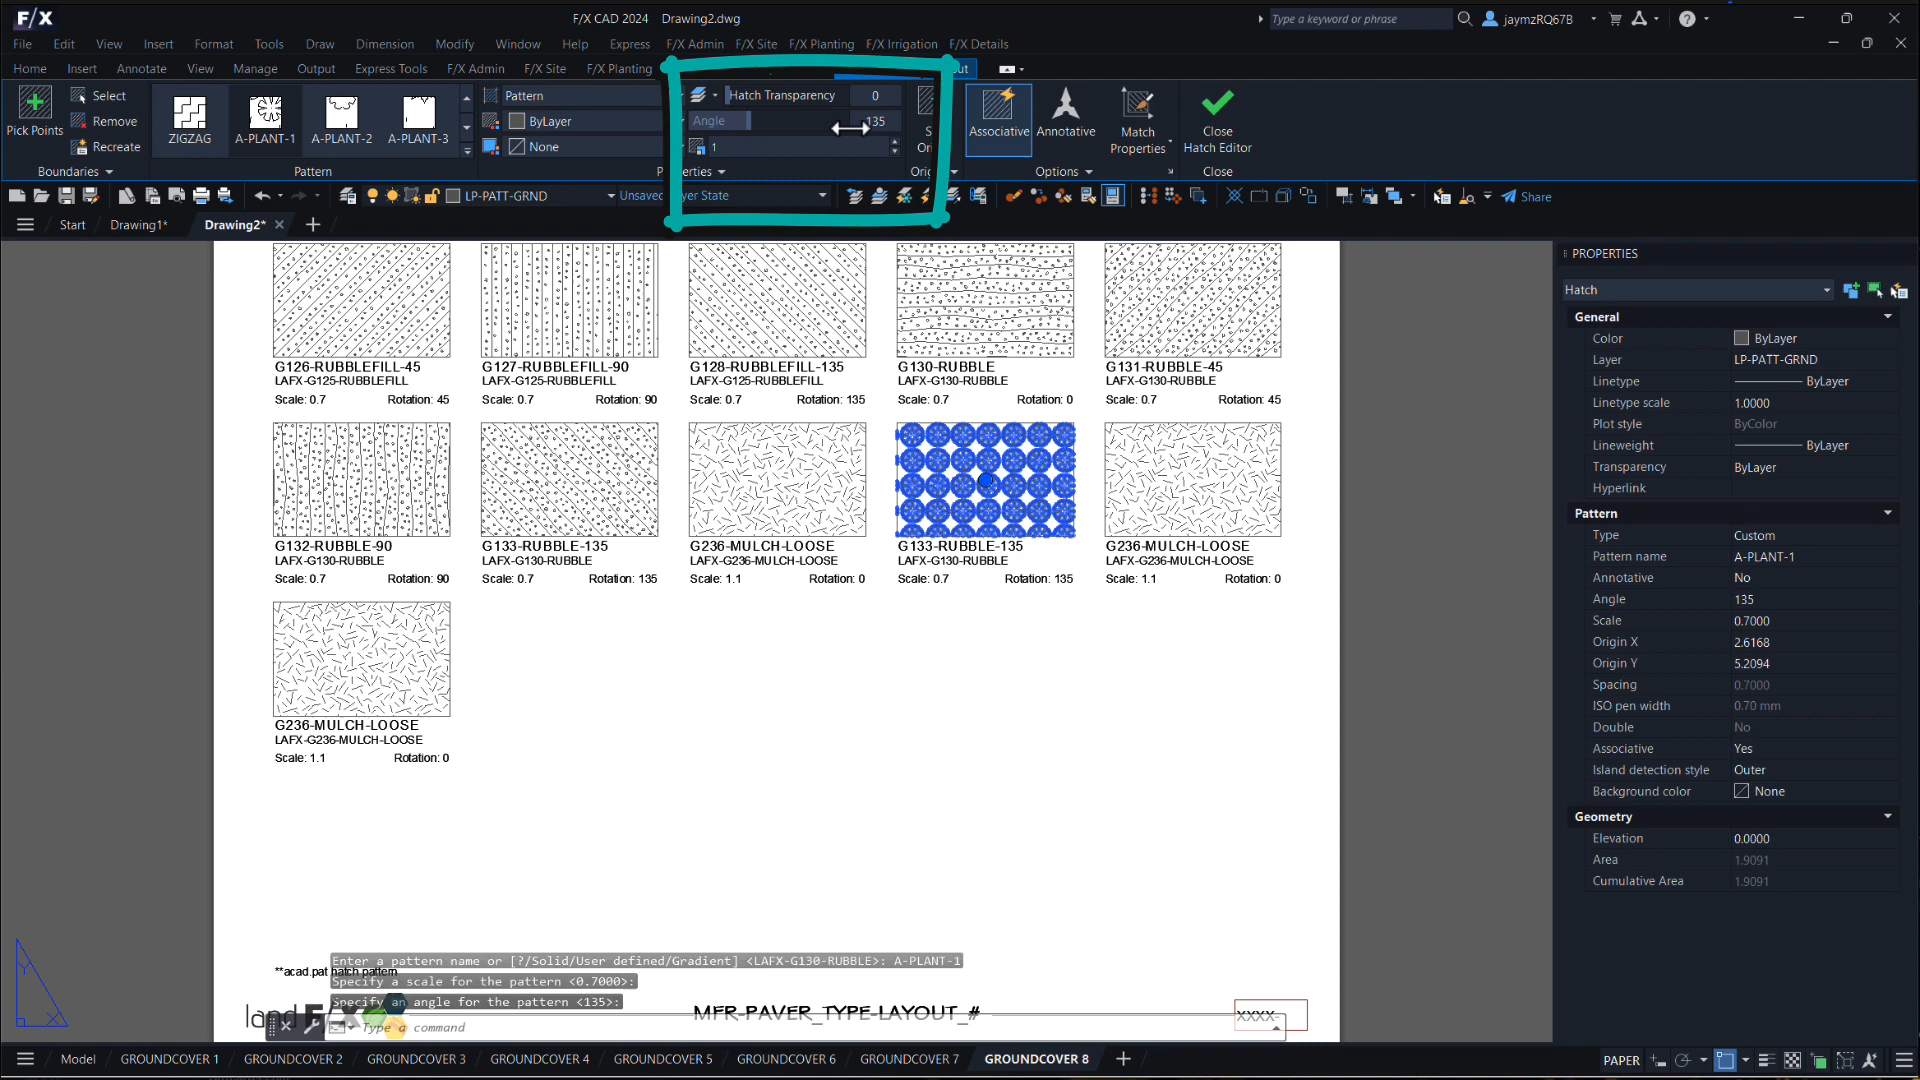 F/X
F/X CAD 2024 Drawing2.dwg
Type a keyword or phrase
jaymzRQ67B
File Edit View Insert Format Tools Draw Dimension Modify Window Help Express F/X Admin F/X Site F/X Planting F/X Irrigation F/X Details
Home Insert Annotate View Manage Output Express Tools F/X Admin F/X Site F/X Planting
Pick Points
Select
Remove
Recreate
Boundaries
ZIGZAG A-PLANT-1 A-PLANT-2 A-PLANT-3
Pattern
Pattern
ByLayer
None
Hatch Transparency 0
Angle 135
1
Associative Annotative Match Properties
Options
Close Hatch Editor
Close
LP-PATT-GRND
Share
Start Drawing1* Drawing2*
G126-RUBBLEFILL-45
LAFX-G125-RUBBLEFILL
Scale: 0.7 Rotation: 45
G127-RUBBLEFILL-90
LAFX-G125-RUBBLEFILL
Scale: 0.7 Rotation: 90
G128-RUBBLEFILL-135
LAFX-G125-RUBBLEFILL
Scale: 0.7 Rotation: 135
G130-RUBBLE
LAFX-G130-RUBBLE
Scale: 0.7 Rotation: 0
G131-RUBBLE-45
LAFX-G130-RUBBLE
Scale: 0.7 Rotation: 45
G132-RUBBLE-90
LAFX-G130-RUBBLE
Scale: 0.7 Rotation: 90
G133-RUBBLE-135
LAFX-G130-RUBBLE
Scale: 0.7 Rotation: 135
G236-MULCH-LOOSE
LAFX-G236-MULCH-LOOSE
Scale: 1.1 Rotation: 0
G133-RUBBLE-135
LAFX-G130-RUBBLE
Scale: 0.7 Rotation: 135
G236-MULCH-LOOSE
LAFX-G236-MULCH-LOOSE
Scale: 1.1 Rotation: 0
G236-MULCH-LOOSE
LAFX-G236-MULCH-LOOSE
Scale: 1.1 Rotation: 0
**acad.pat hatch pattern
Enter a pattern name or [?/Solid/User defined/Gradient] <LAFX-G130-RUBBLE>: A-PLANT-1
Specify a scale for the pattern <0.7000>:
Specify an angle for the pattern <135>:
land F/X
Type a command
MFR-PAVER_TYPE-LAYOUT_#
XXXX-
PROPERTIES
Hatch
General
Color ByLayer
Layer LP-PATT-GRND
Linetype ByLayer
Linetype scale 1.0000
Plot style ByColor
Lineweight ByLayer
Transparency ByLayer
Hyperlink
Pattern
Type Custom
Pattern name A-PLANT-1
Annotative No
Angle 135
Scale 0.7000
Origin X 2.6168
Origin Y 5.2094
Spacing 0.7000
ISO pen width 0.70 mm
Double No
Associative Yes
Island detection style Outer
Background color None
Geometry
Elevation 0.0000
Area 1.9091
Cumulative Area 1.9091
Y
X
Model GROUNDCOVER 1 GROUNDCOVER 2 GROUNDCOVER 3 GROUNDCOVER 4 GROUNDCOVER 5 GROUNDCOVER 6 GROUNDCOVER 7 GROUNDCOVER 8
PAPER